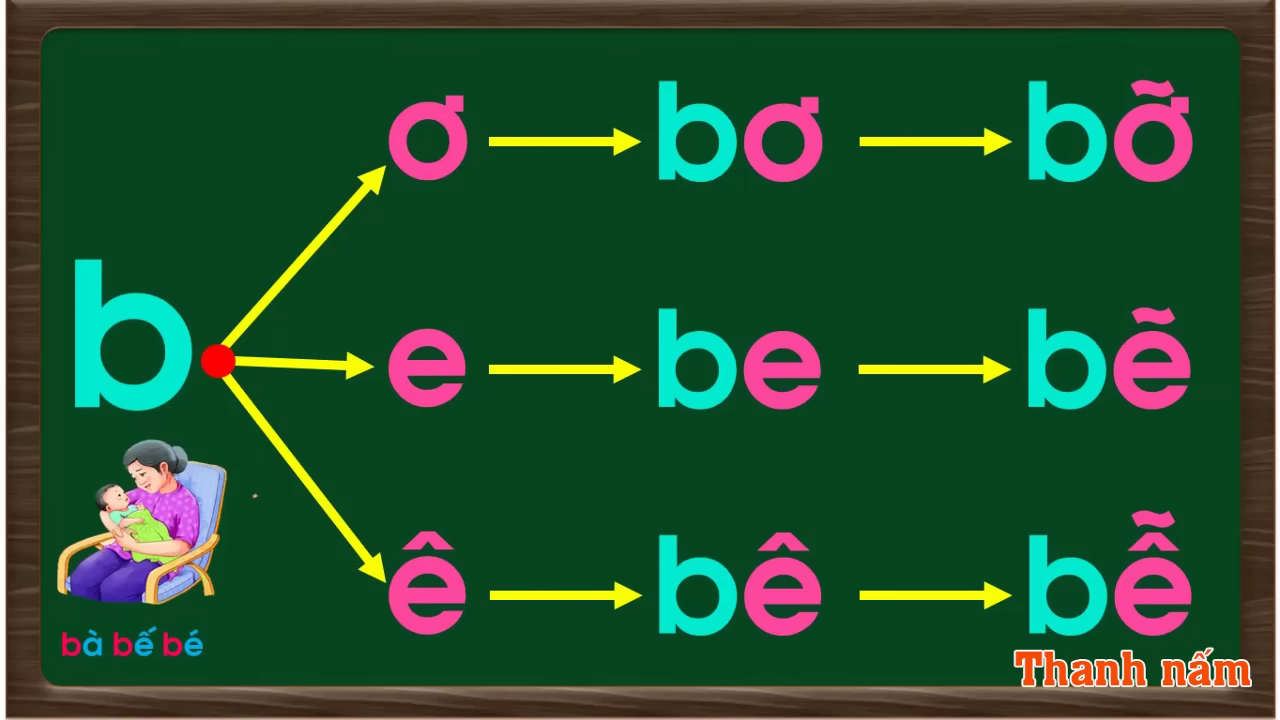 ơ bơ bỡ
b e be bẽ
ê bê bễ
bà bế bé
Thanh nấm